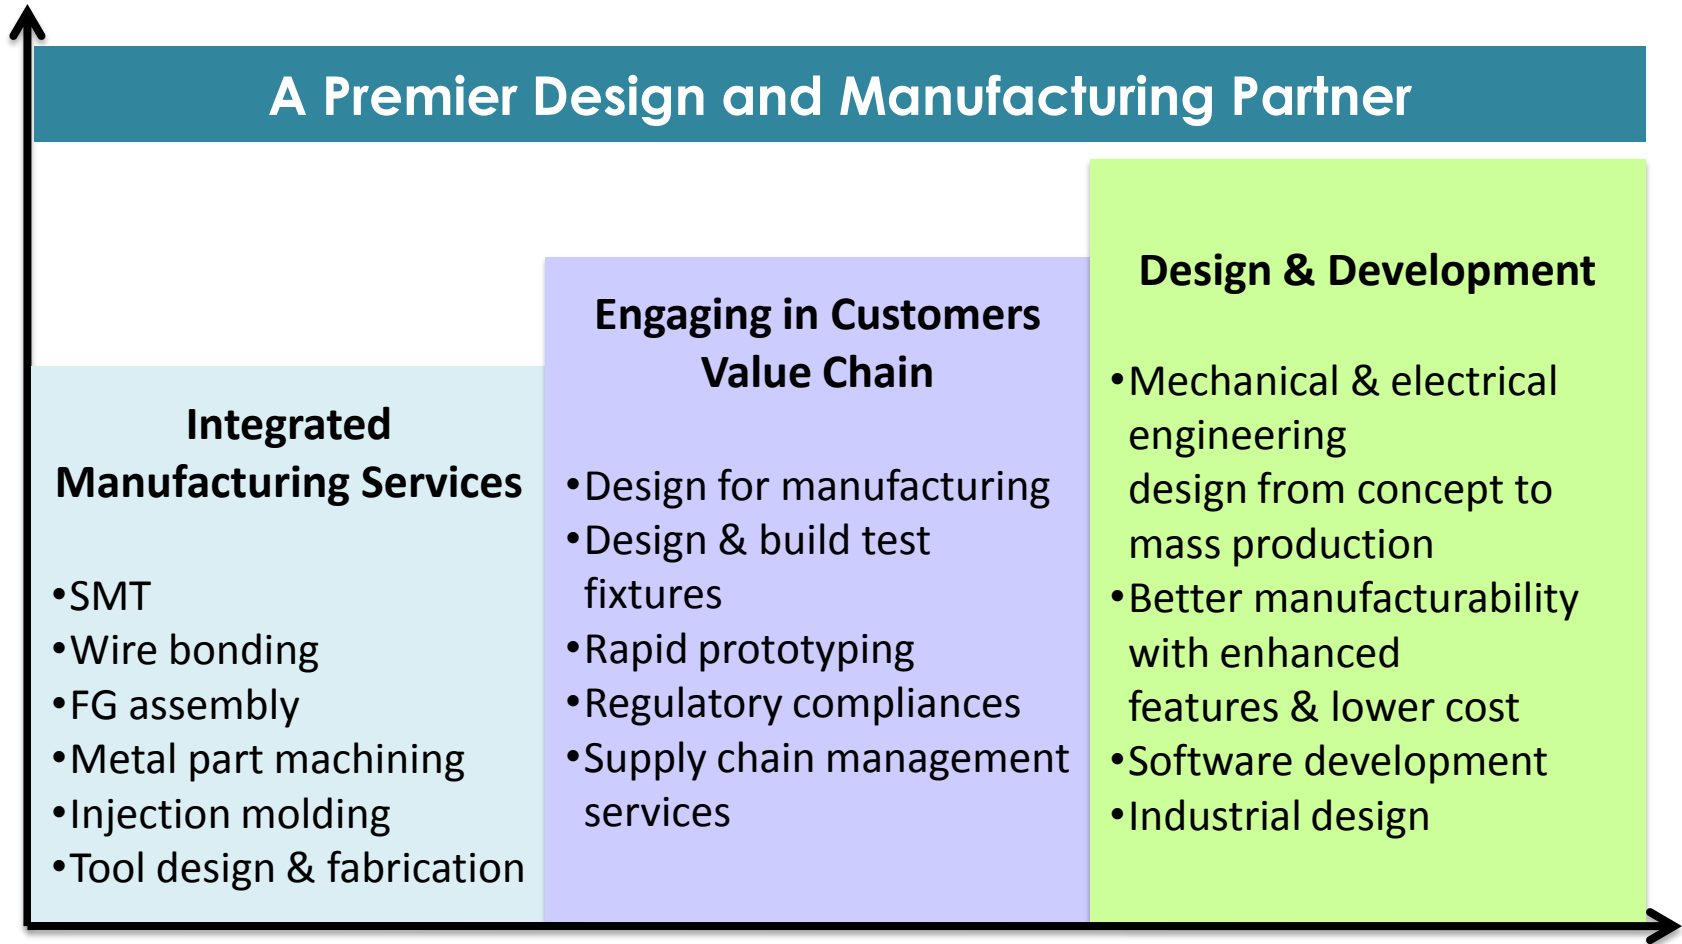 A Premier Design and Manufacturing Partner
Integrated
Manufacturing Services
•SMT
•Wire bonding
•FG assembly
•Metal part machining
•Injection molding
•Tool design & fabrication
Engaging in Customers
Value Chain
•Design for manufacturing
•Design & build test
fixtures
•Rapid prototyping
•Regulatory compliances
•Supply chain management
services
Design & Development
•Mechanical & electrical
engineering
design from concept to
mass production
•Better manufacturability
with enhanced
features & lower cost
•Software development
•Industrial design